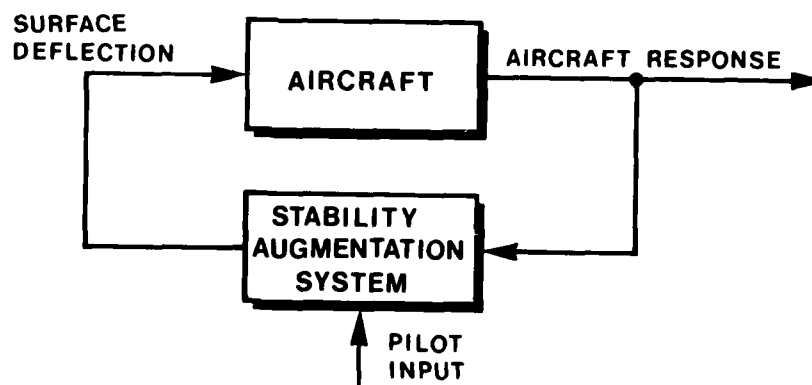 SURFACE
DEFLECTION
AIRCRAFT
AIRCRAFT RESPONSE
STABILITY
AUGMENTATION
SYSTEM
PILOT
INPUT